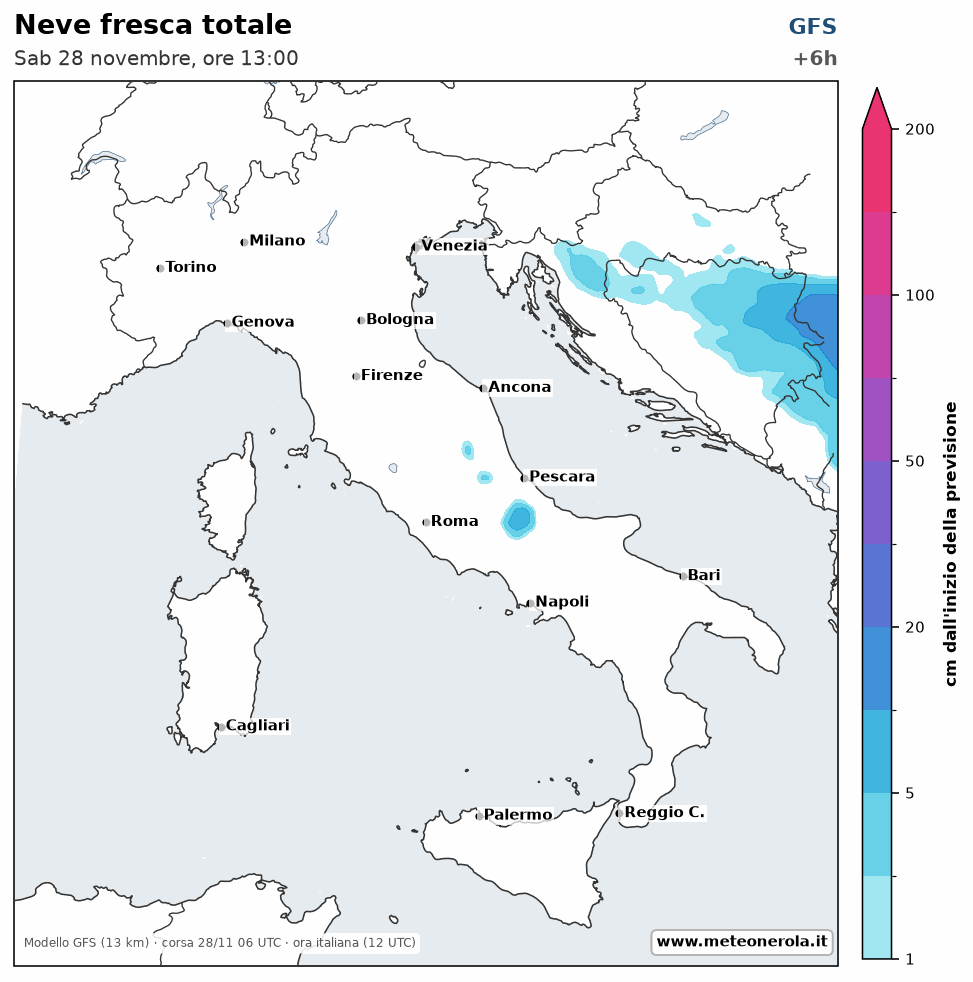 Neve fresca totale
GFS
Sab 28 novembre, ore 13:00
+6h
200
Milano
Venezia
Torino
100
Genova
Bologna
Firenze
Ancona
50
Pescara
Roma
Bari
Napoli
20
cm dall'inizio della previsione
Cagliari
5
Palermo
Reggio C.
Modello GFS (13 km) · corsa 28/11 06 UTC · ora italiana (12 UTC)
www.meteonerola.it
1